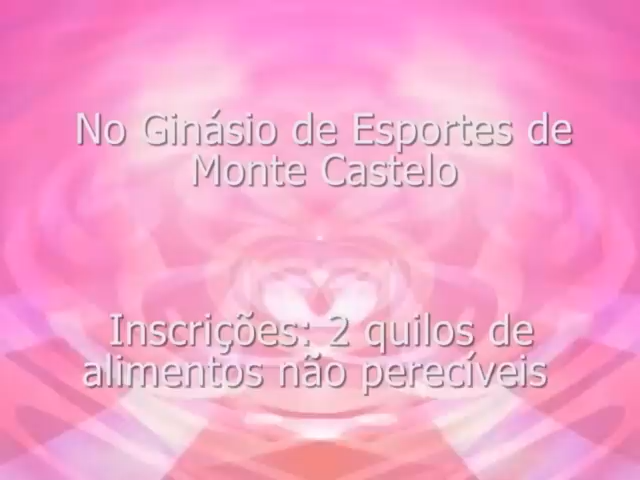 No Ginásio de Esportes de
Monte Castelo
Inscrições: 2 quilos de
alimentos não perecíveis